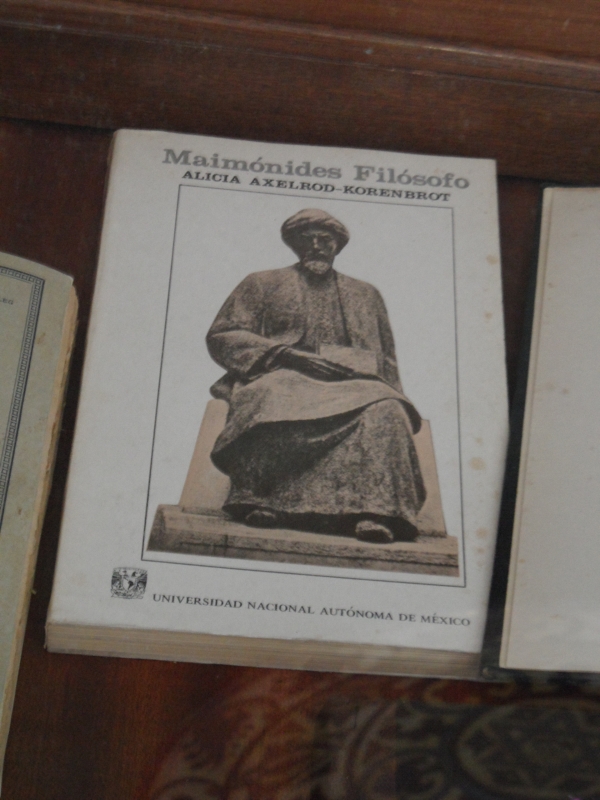 Maimónides Filósofo
ALICIA AXELROD-KORENBROT
UNIVERSIDAD NACIONAL AUTÓNOMA DE MÉXICO